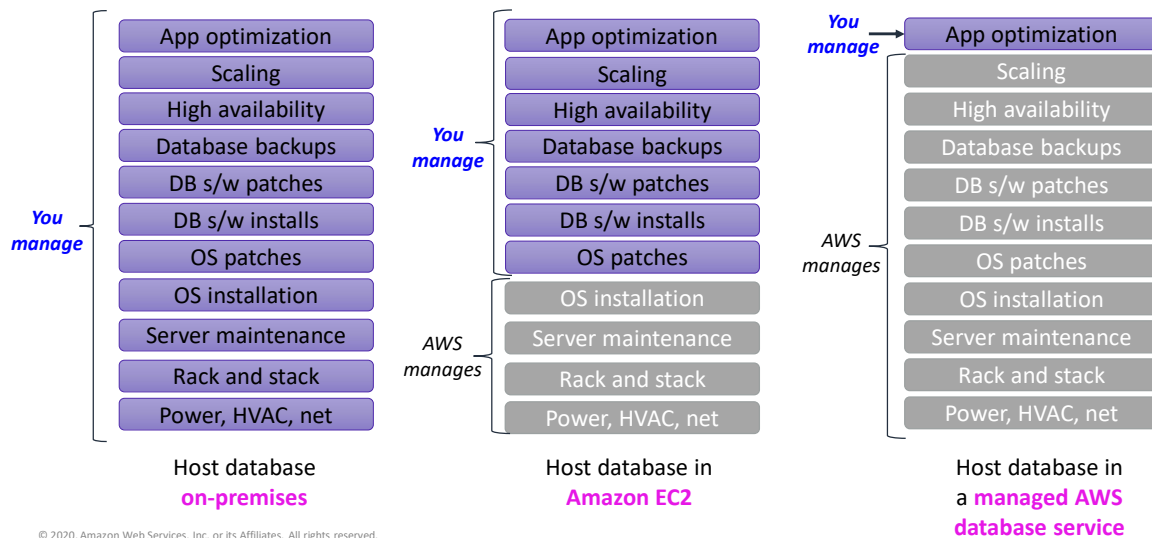 You
manage
App optimization
Scaling
High availability
Database backups
DB s/w patches
DB s/w installs
OS patches
OS installation
Server maintenance
Rack and stack
Power, HVAC, net
Host database
on-premises
You
manage
AWS
manages
App optimization
Scaling
High availability
Database backups
DB s/w patches
DB s/w installs
OS patches
OS installation
Server maintenance
Rack and stack
Power, HVAC, net
Host database in
Amazon EC2
You
manage
AWS
manages
App optimization
Scaling
High availability
Database backups
DB s/w patches
DB s/w installs
OS patches
OS installation
Server maintenance
Rack and stack
Power, HVAC, net
Host database in
a managed AWS
database service
© 2020, Amazon Web Services, Inc. or its Affiliates. All rights reserved.